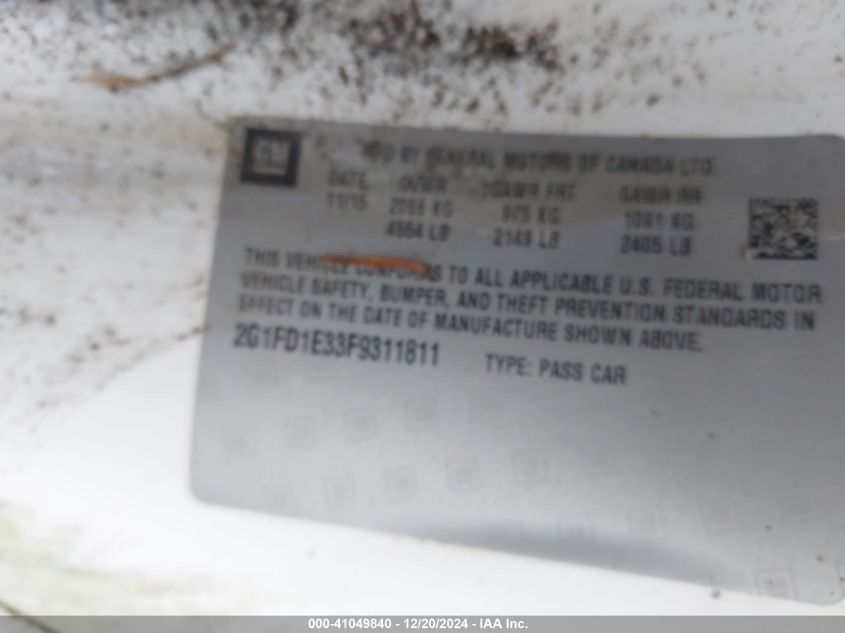 GM
MFD BY GENERAL MOTORS OF CANADA LTD.
DATE GVWR GAWR FRT GAWR RR
11/15 2066 KG 975 KG 1091 KG
4554 LB 2149 LB 2405 LB
THIS VEHICLE CONFORMS TO ALL APPLICABLE U.S. FEDERAL MOTOR
VEHICLE SAFETY, BUMPER, AND THEFT PREVENTION STANDARDS IN
EFFECT ON THE DATE OF MANUFACTURE SHOWN ABOVE.
2G1FD1E33F9311811 TYPE: PASS CAR
000-41049840 - 12/20/2024 - IAA Inc.